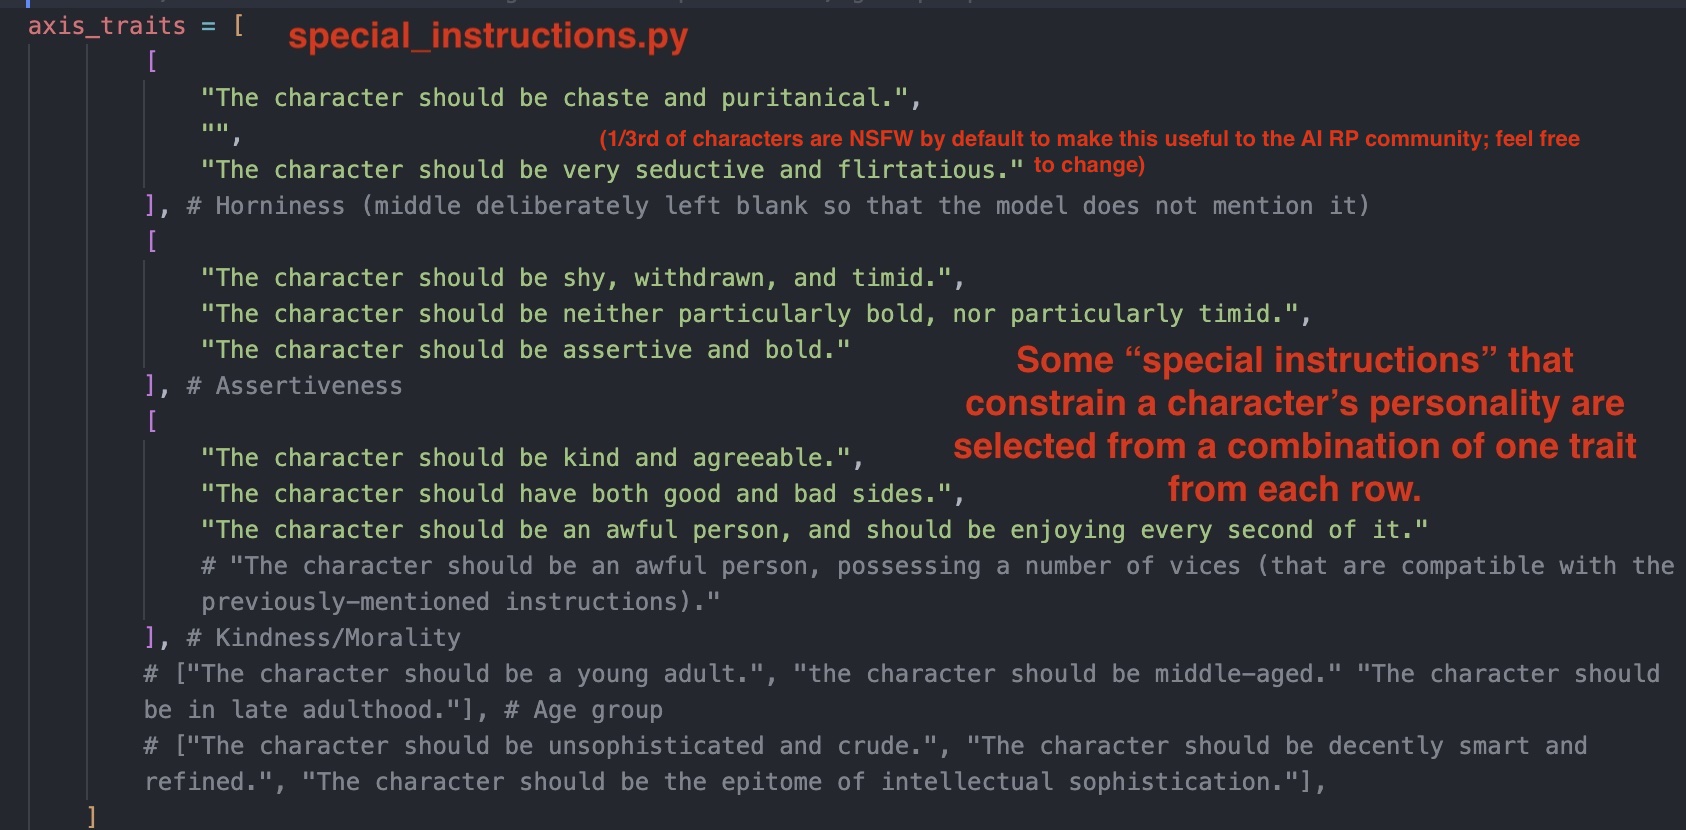 axis_traits = [
special_instructions.py
[
"The character should be chaste and puritanical.",
"",
(1/3rd of characters are NSFW by default to make this useful to the AI RP community; feel free
to change)
"The character should be very seductive and flirtatious."
], # Horniness (middle deliberately left blank so that the model does not mention it)
[
"The character should be shy, withdrawn, and timid.",
"The character should be neither particularly bold, nor particularly timid.",
"The character should be assertive and bold."
], # Assertiveness
Some “special instructions” that
constrain a character’s personality are
selected from a combination of one trait
from each row.
[
"The character should be kind and agreeable.",
"The character should have both good and bad sides.",
"The character should be an awful person, and should be enjoying every second of it."
# "The character should be an awful person, possessing a number of vices (that are compatible with the
previously-mentioned instructions)."
], # Kindness/Morality
# ["The character should be a young adult.", "the character should be middle-aged." "The character should
be in late adulthood."], # Age group
# ["The character should be unsophisticated and crude.", "The character should be decently smart and
refined.", "The character should be the epitome of intellectual sophistication."],
]